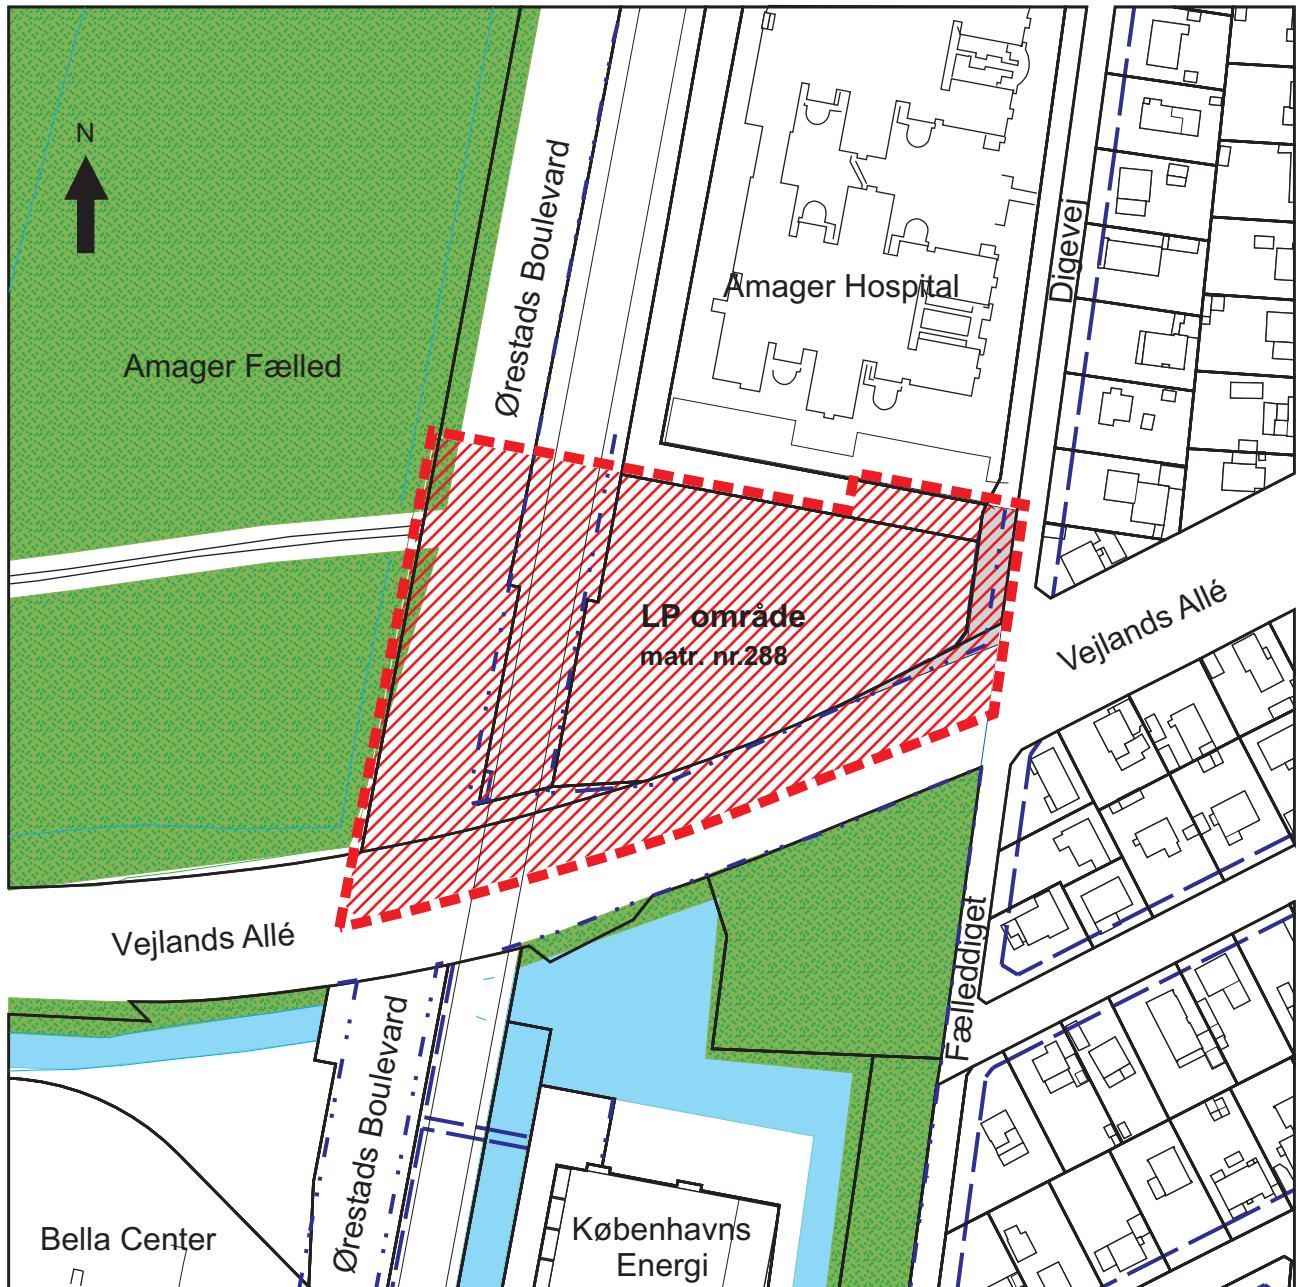 N
Ørestads Boulevard
Digevej
Amager Hospital
Amager Fælled
LP område
matr. nr.288
Vejlands Allé
Vejlands Allé
Fælleddiget
Ørestads Boulevard
Bella Center
Københavns
Energi